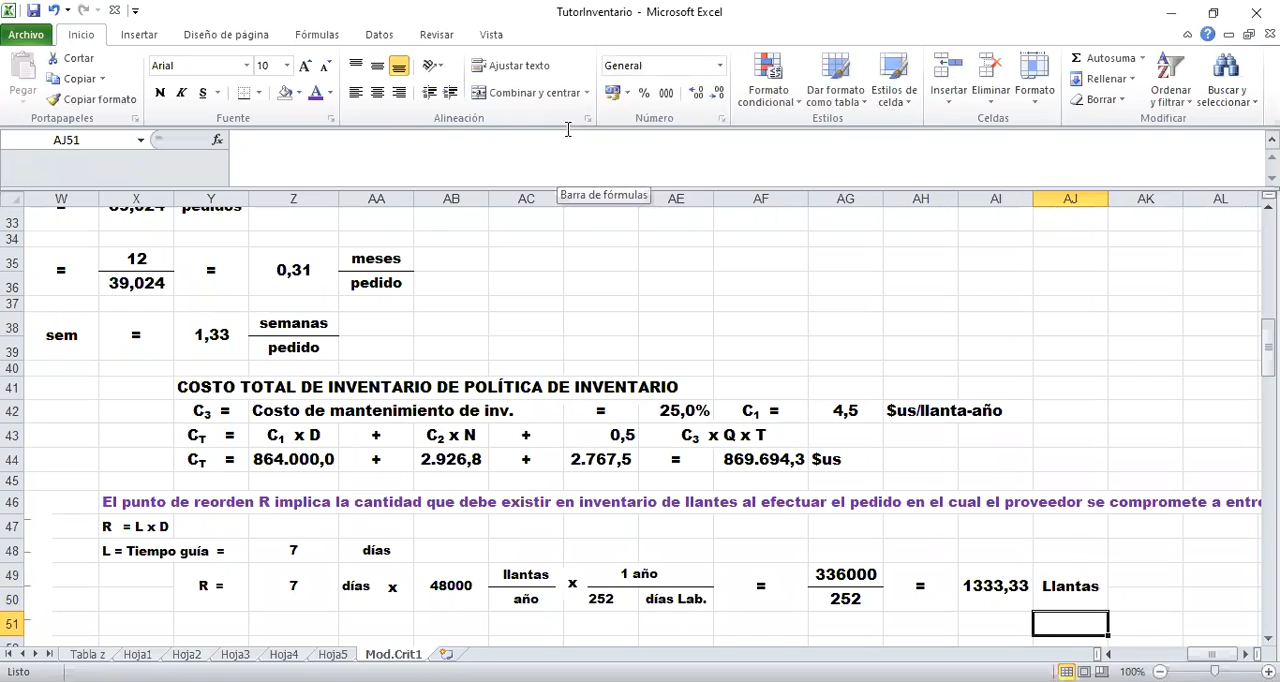 TutorInventario - Microsoft Excel
Archivo Inicio Insertar Diseño de página Fórmulas Datos Revisar Vista
Pegar Cortar Copiar Copiar formato
Portapapeles
Arial 10
N K S
Fuente
Ajustar texto
Combinar y centrar
Alineación
General
% 000
Número
Formato condicional Dar formato como tabla Estilos de celda
Estilos
Insertar Eliminar Formato
Celdas
Σ Autosuma
Rellenar
Borrar
Ordenar y filtrar Buscar y seleccionar
Modificar
AJ51 fx
Barra de fórmulas
W X Y Z AA AB AC AE AF AG AH AI AJ AK AL
33 = 39,024 pedidos
34
35 = 12 = 0,31 meses
36 39,024 pedido
37
38 sem = 1,33 semanas
39 pedido
40
41 COSTO TOTAL DE INVENTARIO DE POLÍTICA DE INVENTARIO
42 C₃ = Costo de mantenimiento de inv. = 25,0% C₁ = 4,5 $us/llanta-año
43 C_T = C₁ x D + C₂ x N + 0,5 C₃ x Q x T
44 C_T = 864.000,0 + 2.926,8 + 2.767,5 = 869.694,3 $us
45
46 El punto de reorden R implica la cantidad que debe existir en inventario de llantes al efectuar el pedido en el cual el proveedor se compromete a entre
47 R = L x D
48 L = Tiempo guía = 7 días
49 R = 7 días x 48000 llantas x 1 año = 336000 = 1333,33 Llantas
50 año 252 días Lab. 252
51
Tabla z Hoja1 Hoja2 Hoja3 Hoja4 Hoja5 Mod.Crit1
Listo 100%